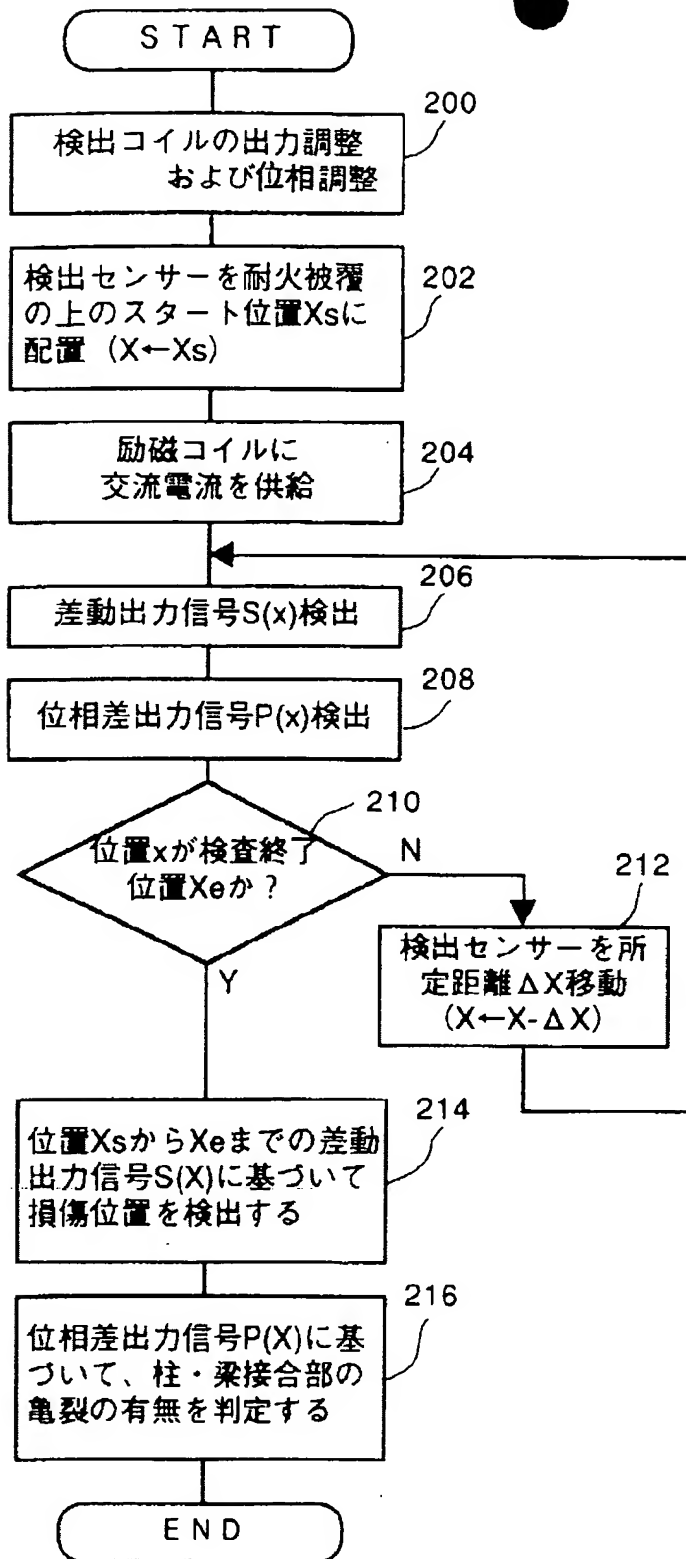 START
200
検出コイルの出力調整
および位相調整
202
検出センサーを耐火被覆
の上のスタート位置Xsに
配置（X←Xs）
204
励磁コイルに
交流電流を供給
206
差動出力信号S(x)検出
208
位相差出力信号P(x)検出
210
位置xが検査終了
位置Xeか？
N
Y
212
検出センサーを所
定距離ΔX移動
（X←X-ΔX）
214
位置XsからXeまでの差動
出力信号S(X)に基づいて
損傷位置を検出する
216
位相差出力信号P(X)に基
づいて、柱・梁接合部の
亀裂の有無を判定する
END